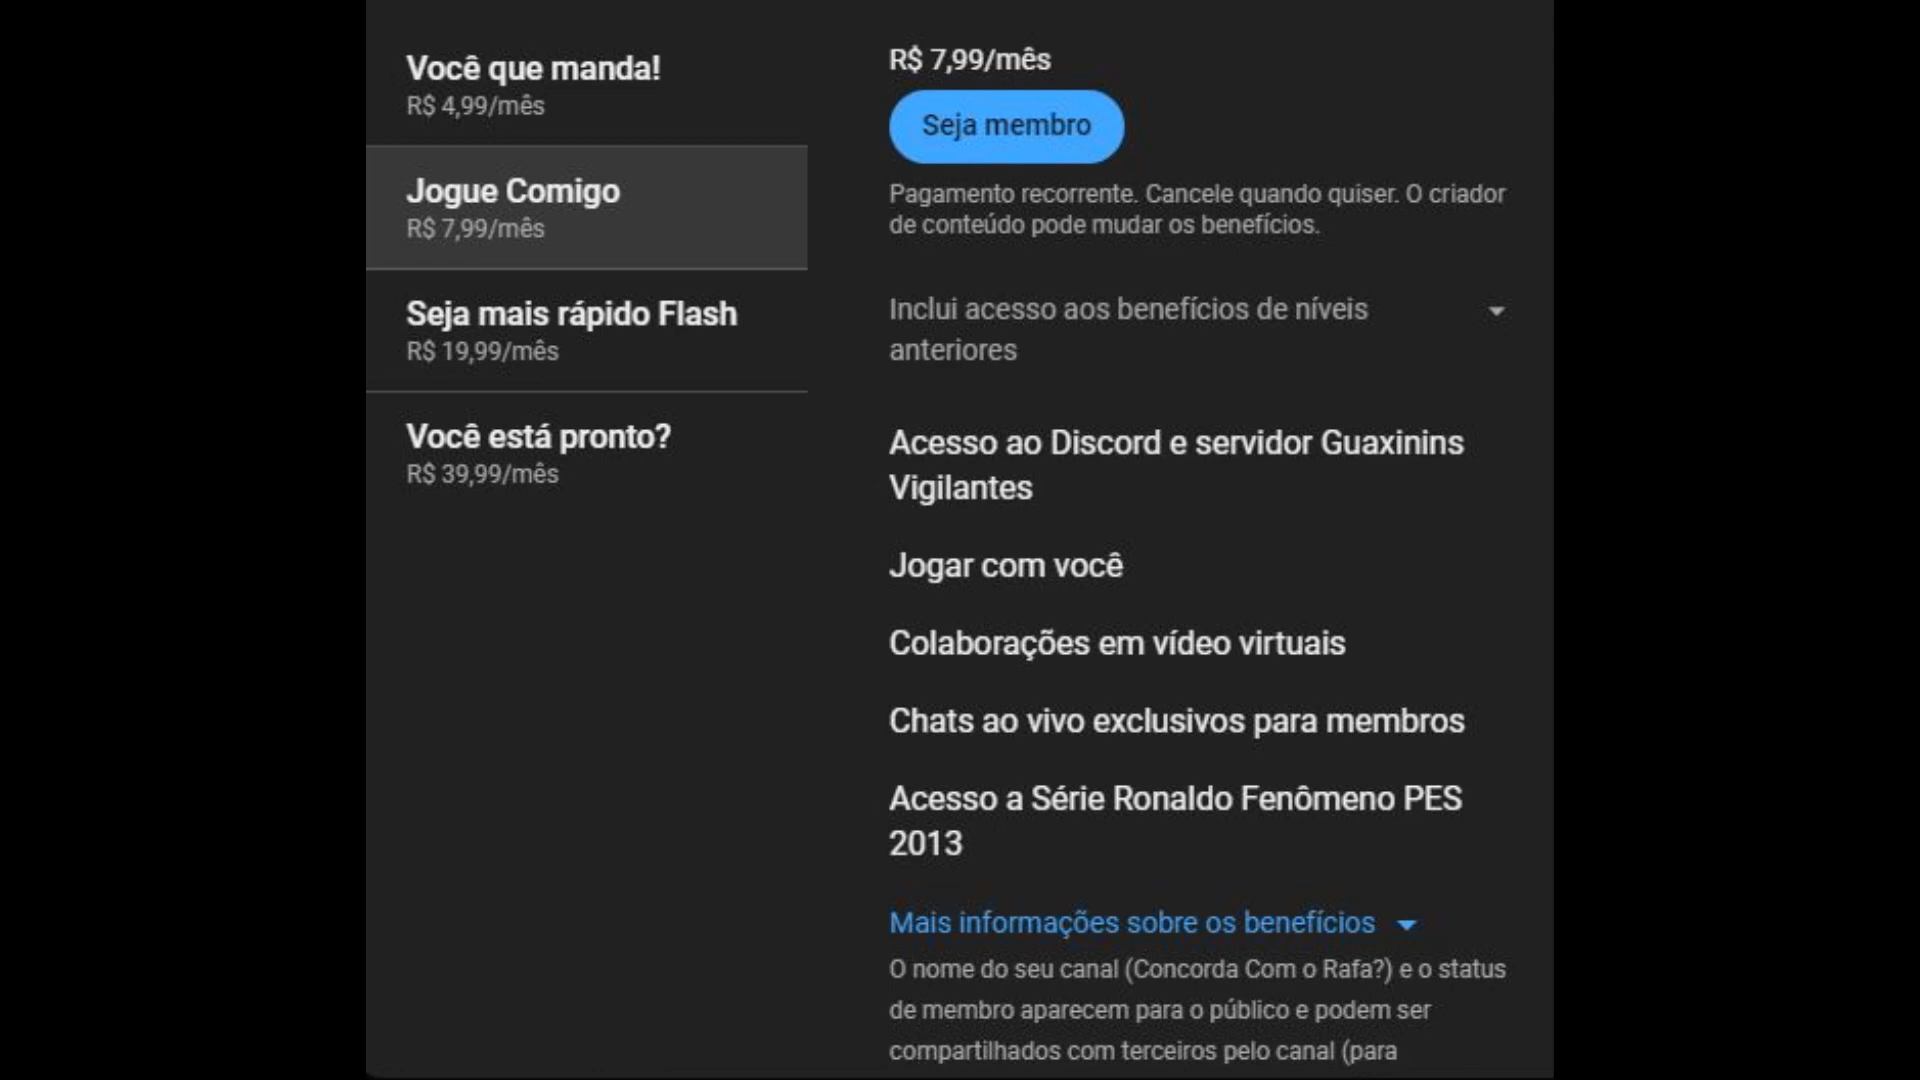 Você que manda!
R$ 4,99/mês
Jogue Comigo
R$ 7,99/mês
Seja mais rápido Flash
R$ 19,99/mês
Você está pronto?
R$ 39,99/mês
R$ 7,99/mês
Seja membro
Pagamento recorrente. Cancele quando quiser. O criador
de conteúdo pode mudar os benefícios.
Inclui acesso aos benefícios de níveis
anteriores
Acesso ao Discord e servidor Guaxinins
Vigilantes
Jogar com você
Colaborações em vídeo virtuais
Chats ao vivo exclusivos para membros
Acesso a Série Ronaldo Fenômeno PES
2013
Mais informações sobre os benefícios
O nome do seu canal (Concorda Com o Rafa?) e o status
de membro aparecem para o público e podem ser
compartilhados com terceiros pelo canal (para